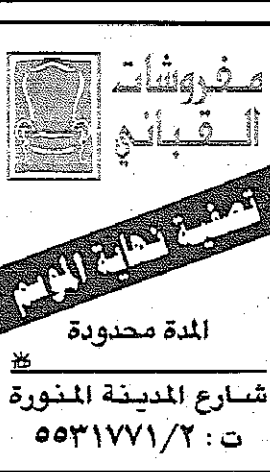 مفروشات
القباني
تصفية نهاية الموسم
المدة محدودة
شارع المدينة المنورة
ت : ٥٥٣١٧٧١/٢